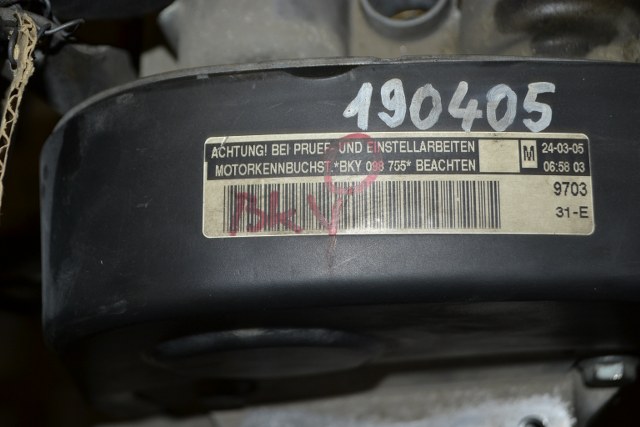 190405
ACHTUNG! BEI PRUEF- UND EINSTELLARBEITEN
MOTORKENNBUCHST.*BKY 098 755* BEACHTEN
M
24-03-05
06:58 03
9703
31-E
BKY